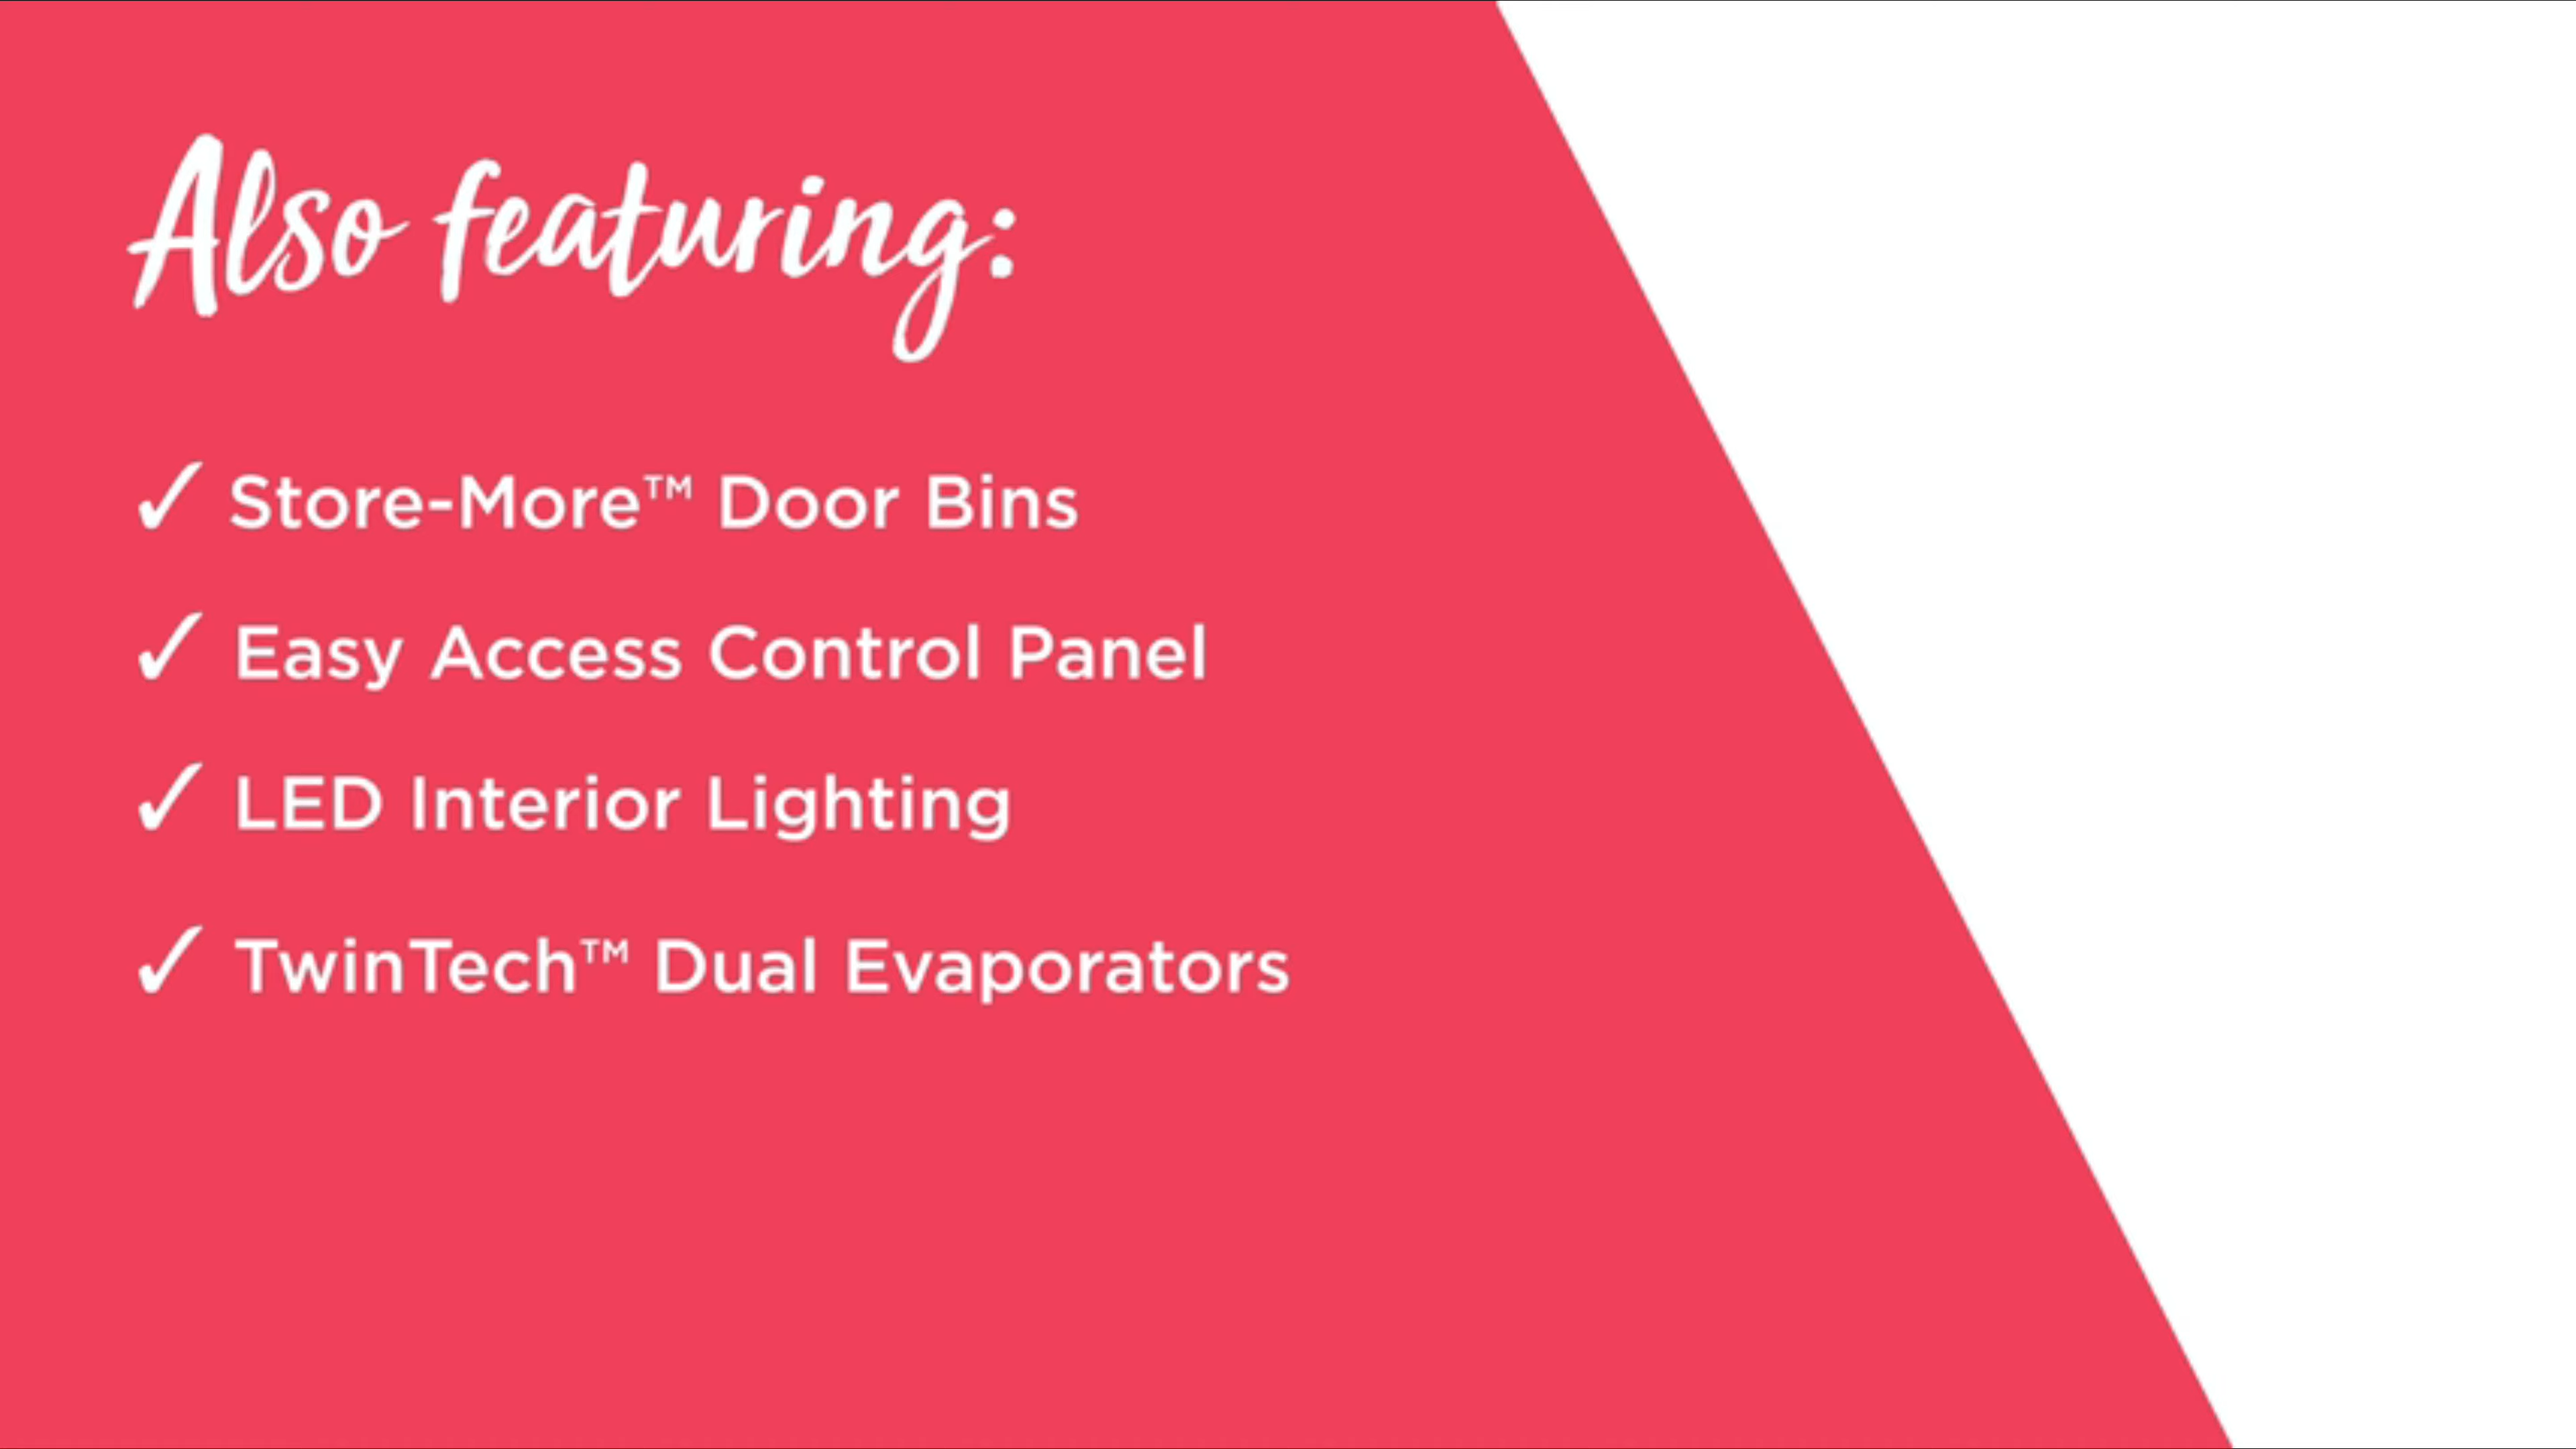 Also featuring:
✓ Store-More™ Door Bins
✓ Easy Access Control Panel
✓ LED Interior Lighting
✓ TwinTech™ Dual Evaporators